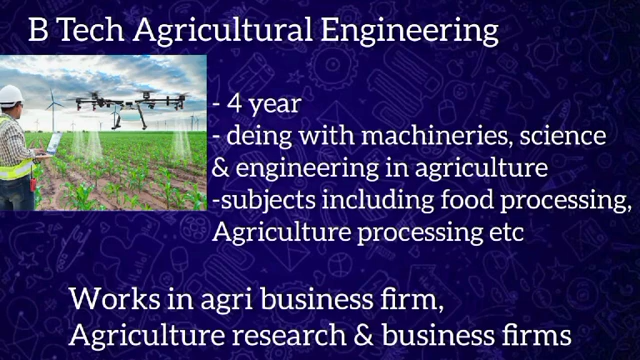 B Tech Agricultural Engineering
- 4 year
- deing with machineries, science
& engineering in agriculture
-subjects including food processing,
Agriculture processing etc
Works in agri business firm,
Agriculture research & business firms